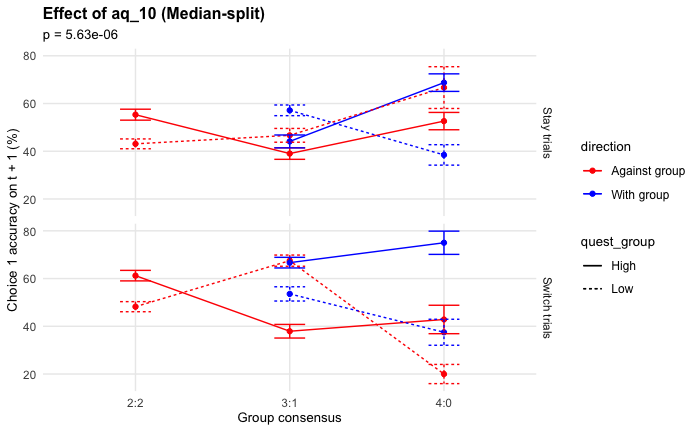 Effect of aq_10 (Median-split)
p = 5.63e-06
Choice 1 accuracy on t + 1 (%)
80
60
40
20
Stay trials
80
60
40
20
Switch trials
2:2
3:1
4:0
Group consensus
direction
Against group
With group
quest_group
High
Low